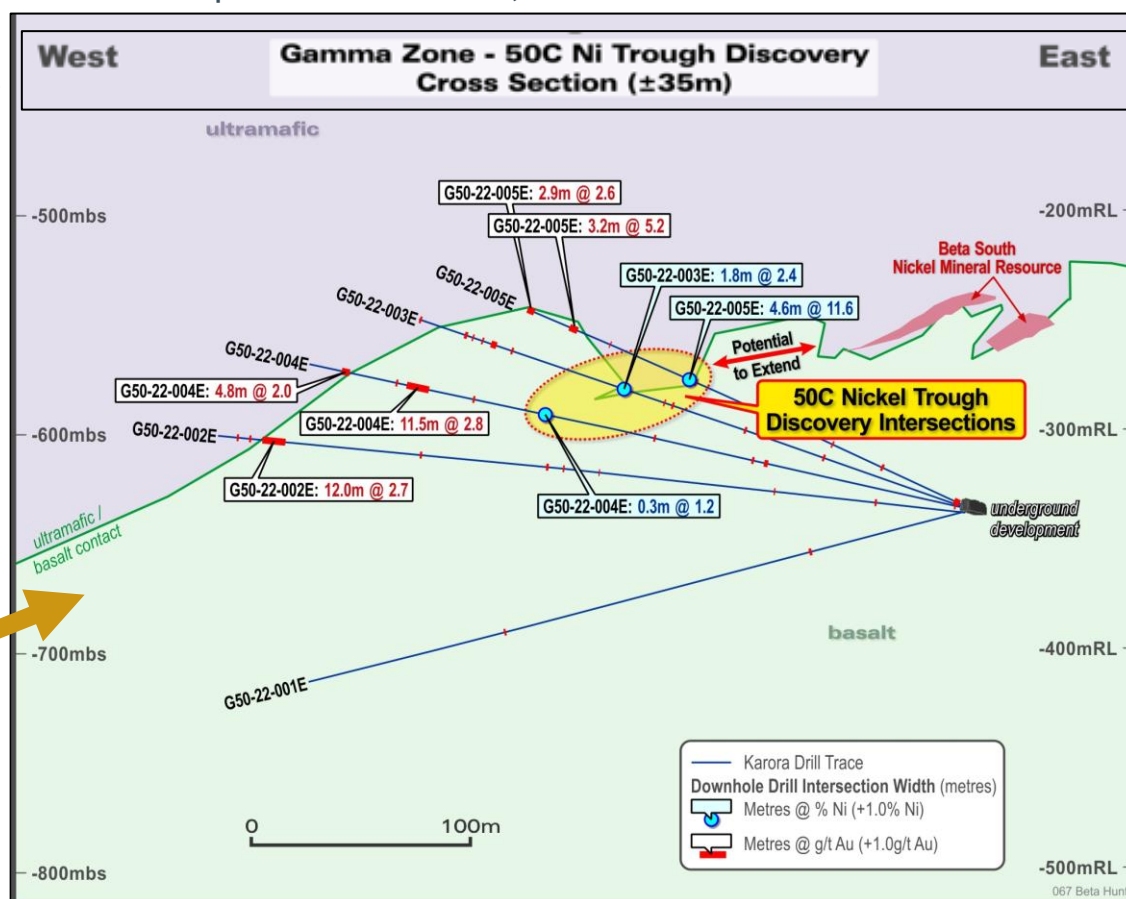 West
Gamma Zone - 50C Ni Trough Discovery
Cross Section (±35m)
East
ultramafic
G50-22-005E: 2.9m @ 2.6
-500mbs
-200mRL
G50-22-005E: 3.2m @ 5.2
Beta South
Nickel Mineral Resource
G50-22-003E: 1.8m @ 2.4
G50-22-005E
G50-22-005E: 4.6m @ 11.6
G50-22-003E
Potential
to Extend
G50-22-004E
G50-22-004E: 4.8m @ 2.0
50C Nickel Trough
Discovery Intersections
G50-22-004E: 11.5m @ 2.8
-600mbs
G50-22-002E
-300mRL
G50-22-002E: 12.0m @ 2.7
G50-22-004E: 0.3m @ 1.2
underground
development
ultramafic /
basalt contact
basalt
-700mbs
-400mRL
G50-22-001E
Karora Drill Trace
Downhole Drill Intersection Width (metres)
Metres @ % Ni (+1.0% Ni)
Metres @ g/t Au (+1.0g/t Au)
0 100m
-800mbs
-500mRL
067 Beta Hunt